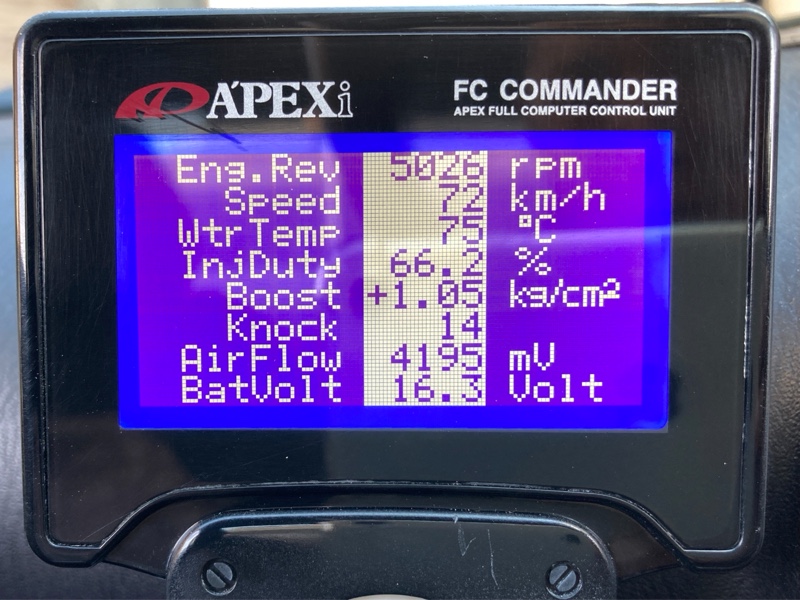 A'PEXi
FC COMMANDER
APEX FULL COMPUTER CONTROL UNIT
Eng.Rev 5026 rpm
Speed 72 km/h
WtrTemp 75 °C
InjDuty 66.2 %
Boost +1.05 kg/cm²
Knock 14
AirFlow 4195 mV
BatVolt 16.3 Volt